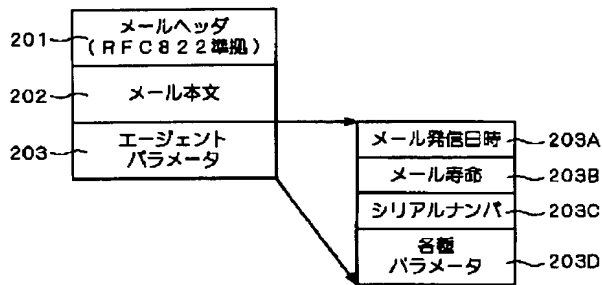 201
メールヘッダ
(RFC822準拠)
202
メール本文
203
エージェント
パラメータ
メール発信日時
203A
メール寿命
203B
シリアルナンバ
203C
各種
パラメータ
203D